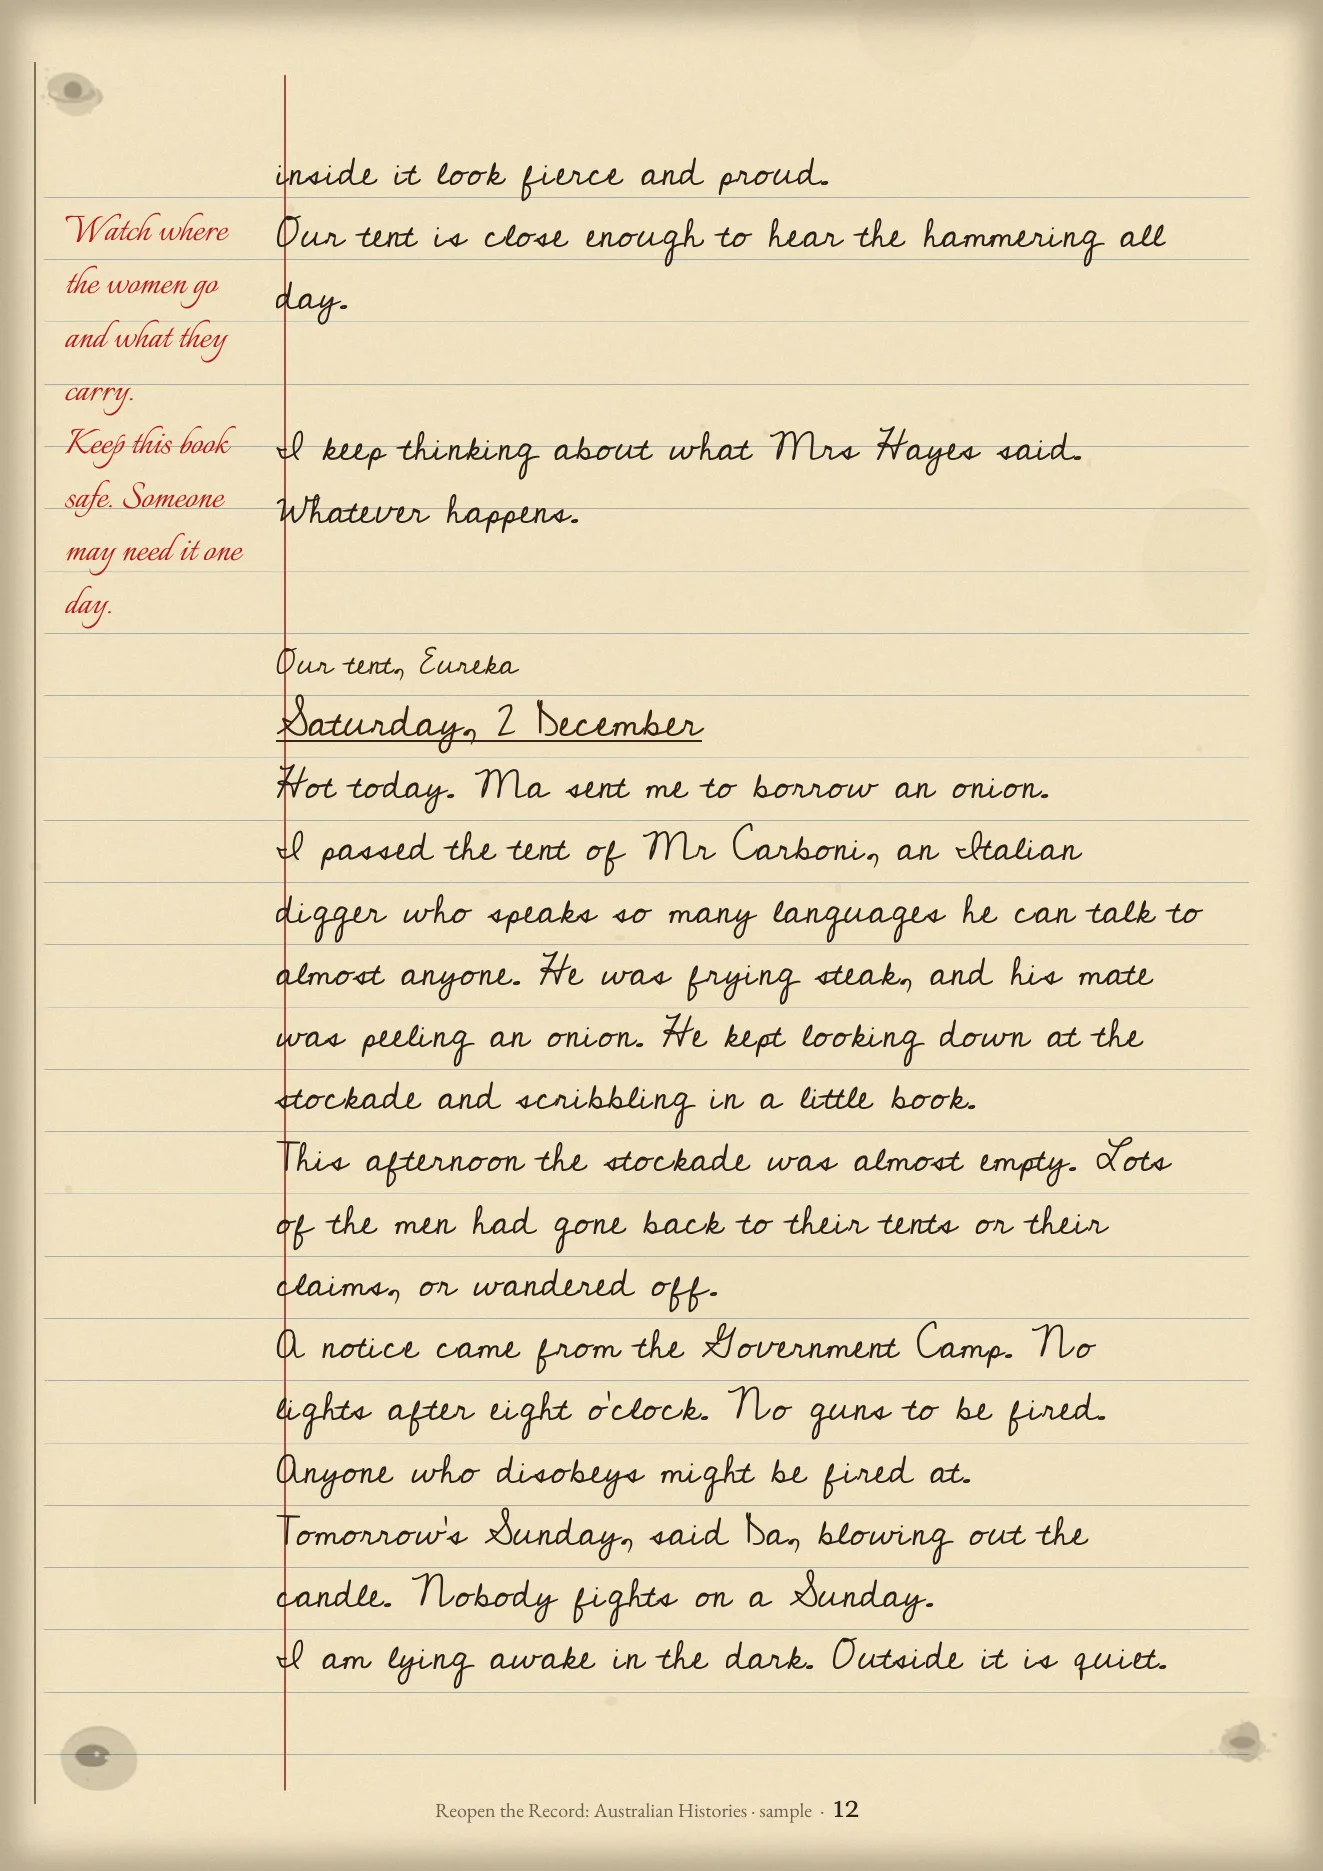 inside it look fierce and proud.
Watch where
the women go
and what they
carry.
Keep this book
safe. Someone
may need it one
day.
Our tent is close enough to hear the hammering all
day.
I keep thinking about what Mrs Hayes said.
Whatever happens.
Our tent, Eureka
Saturday, 2 December
Hot today. Ma sent me to borrow an onion.
I passed the tent of Mr Carboni, an Italian
digger who speaks so many languages he can talk to
almost anyone. He was frying steak, and his mate
was peeling an onion. He kept looking down at the
stockade and scribbling in a little book.
This afternoon the stockade was almost empty. Lots
of the men had gone back to their tents or their
claims, or wandered off.
A notice came from the Government Camp. No
lights after eight o'clock. No guns to be fired.
Anyone who disobeys might be fired at.
Tomorrow's Sunday, said Da, blowing out the
candle. Nobody fights on a Sunday.
I am lying awake in the dark. Outside it is quiet.
Reopen the Record: Australian Histories · sample · 12